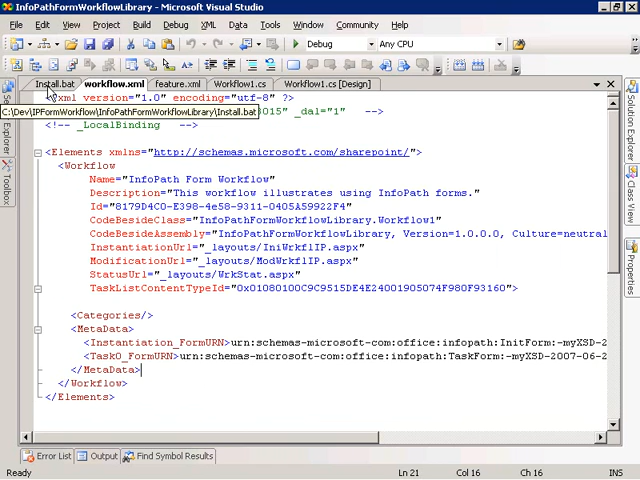 InfoPathFormWorkflowLibrary - Microsoft Visual Studio
File Edit View Project Build Debug XML Data Tools Window Community Help
Debug Any CPU
Install.bat workflow.xml feature.xml Workflow1.cs Workflow1.cs [Design]
?xml version="1.0" encoding="utf-8" ?>
C:\Dev\IPFormWorkflow\InfoPathFormWorkflowLibrary\Install.bat 3015" _dal="1" -->
<!-- _LocalBinding -->
<Elements xmlns="http://schemas.microsoft.com/sharepoint/">
<Workflow
Name="InfoPath Form Workflow"
Description="This workflow illustrates using InfoPath forms."
Id="8179D4C0-E398-4e58-9311-0405A59922F4"
CodeBesideClass="InfoPathFormWorkflowLibrary.Workflow1"
CodeBesideAssembly="InfoPathFormWorkflowLibrary, Version=1.0.0.0, Culture=neutral
InstantiationUrl="_layouts/IniWrkflIP.aspx"
ModificationUrl="_layouts/ModWrkflIP.aspx"
StatusUrl="_layouts/WrkStat.aspx"
TaskListContentTypeId="0x01080100C9C9515DE4E24001905074F980F93160">
<Categories/>
<MetaData>
<Instantiation_FormURN>urn:schemas-microsoft-com:office:infopath:InitForm:-myXSD-2
<Task0_FormURN>urn:schemas-microsoft-com:office:infopath:TaskForm:-myXSD-2007-06-2
</MetaData>
</Workflow>
</Elements>
Explorer
Toolbox
Solution Explorer
Class View
Properties
Error List Output Find Symbol Results
Ready Ln 21 Col 16 Ch 16 INS